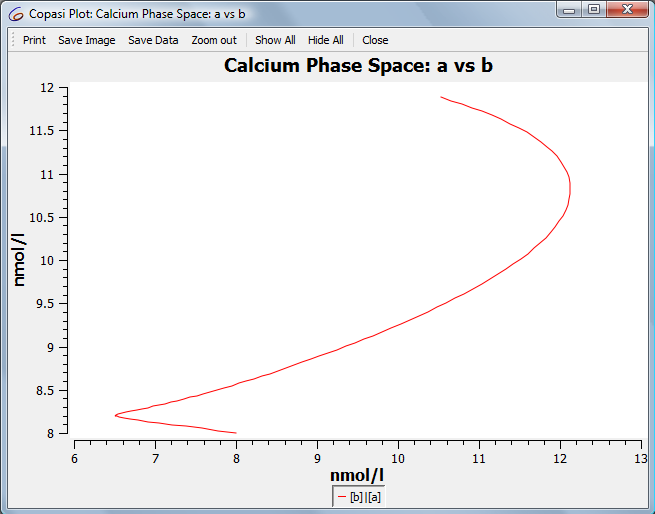 Copasi Plot: Calcium Phase Space: a vs b
Print Save Image Save Data Zoom out Show All Hide All Close
Calcium Phase Space: a vs b
12
11.5
11
10.5
10
9.5
9
8.5
8
nmol/l
6 7 8 9 10 11 12 13
nmol/l
[b]|[a]